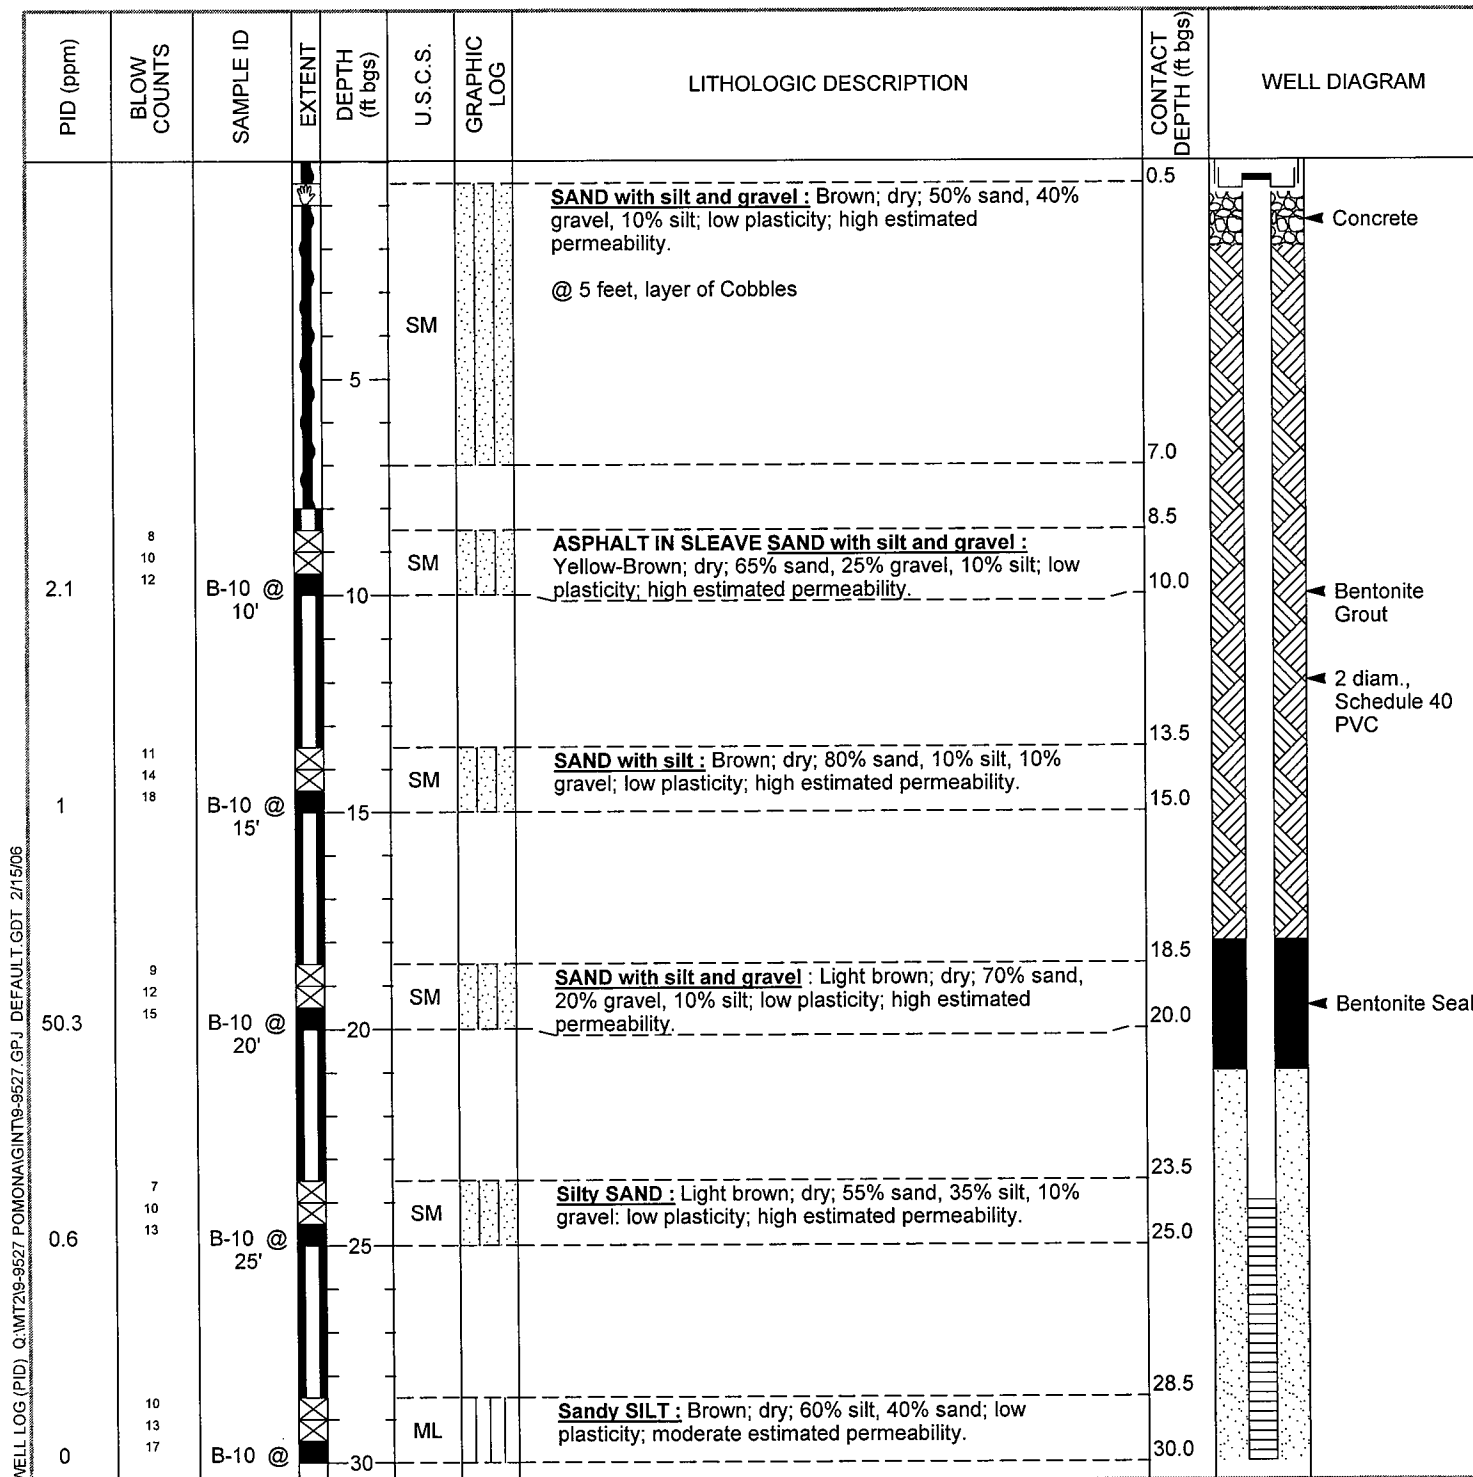 PID (ppm)
BLOW
COUNTS
SAMPLE ID
EXTENT
DEPTH
(ft bgs)
U.S.C.S.
GRAPHIC
LOG
LITHOLOGIC DESCRIPTION
CONTACT
DEPTH (ft bgs)
WELL DIAGRAM
0.5
SAND with silt and gravel : Brown; dry; 50% sand, 40%
gravel, 10% silt; low plasticity; high estimated
permeability.
@ 5 feet, layer of Cobbles
Concrete
SM
5
7.0
8.5
8
10
12
2.1
B-10 @
10'
10
SM
ASPHALT IN SLEAVE SAND with silt and gravel :
Yellow-Brown; dry; 65% sand, 25% gravel, 10% silt; low
plasticity; high estimated permeability.
10.0
Bentonite
Grout
2 diam.,
Schedule 40
PVC
13.5
11
14
18
1
B-10 @
15'
15
SM
SAND with silt : Brown; dry; 80% sand, 10% silt, 10%
gravel; low plasticity; high estimated permeability.
15.0
18.5
9
12
15
50.3
B-10 @
20'
20
SM
SAND with silt and gravel : Light brown; dry; 70% sand,
20% gravel, 10% silt; low plasticity; high estimated
permeability.
20.0
Bentonite Seal
23.5
7
10
13
0.6
B-10 @
25'
25
SM
Silty SAND : Light brown; dry; 55% sand, 35% silt, 10%
gravel: low plasticity; high estimated permeability.
25.0
28.5
10
13
17
0
B-10 @
30
ML
Sandy SILT : Brown; dry; 60% silt, 40% sand; low
plasticity; moderate estimated permeability.
30.0
WELL LOG (PID) Q:\MT2\9-9527 POMONA\GINT\9-9527.GPJ DEFAULT.GDT 2/15/06